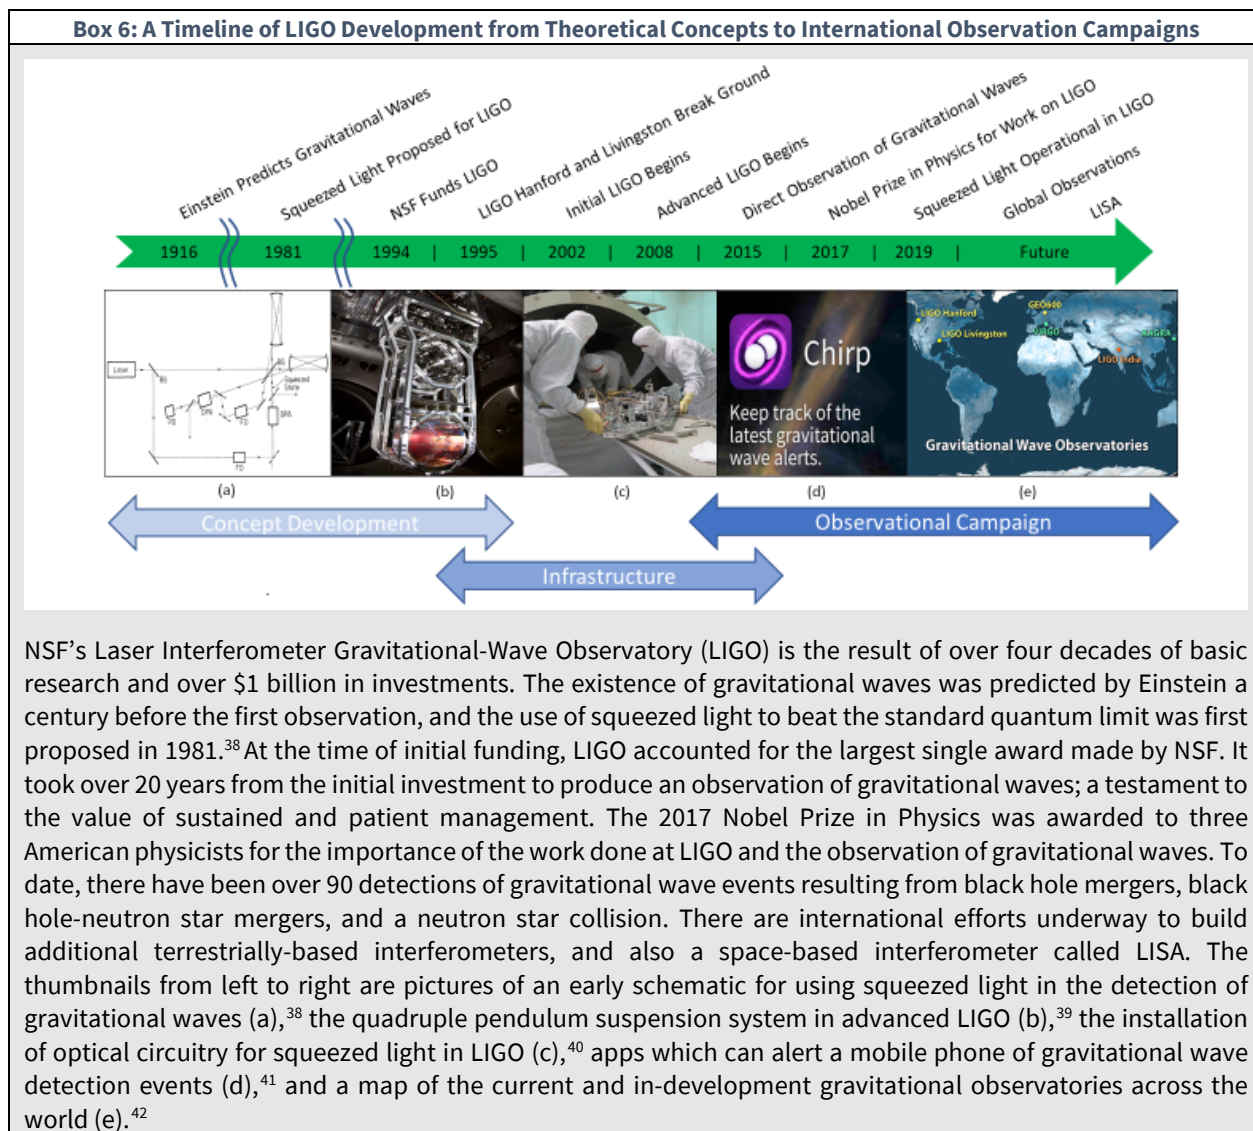 Box 6: A Timeline of LIGO Development from Theoretical Concepts to International Observation Campaigns
Einstein Predicts Gravitational Waves
Squeezed Light Proposed for LIGO
NSF Funds LIGO
LIGO Hanford and Livingston Break Ground
Initial LIGO Begins
Advanced LIGO Begins
Direct Observation of Gravitational Waves
Nobel Prize in Physics for Work on LIGO
Squeezed Light Operational in LIGO
Global Observations
LISA
1916 1981 1994 | 1995 | 2002 | 2008 | 2015 | 2017 | 2019 | Future
Laser
BS
BS
Squeezed
State
DPA
PD
DPA
FD
FD
Chirp
Keep track of the
latest gravitational
wave alerts.
LIGO Hanford
LIGO Livingston
GEO600
VIRGO
KAGRA
LIGO India
Gravitational Wave Observatories
(a) (b) (c) (d) (e)
Concept Development
Observational Campaign
Infrastructure
NSF’s Laser Interferometer Gravitational-Wave Observatory (LIGO) is the result of over four decades of basic
research and over $1 billion in investments. The existence of gravitational waves was predicted by Einstein a
century before the first observation, and the use of squeezed light to beat the standard quantum limit was first
proposed in 1981.³⁸ At the time of initial funding, LIGO accounted for the largest single award made by NSF. It
took over 20 years from the initial investment to produce an observation of gravitational waves; a testament to
the value of sustained and patient management. The 2017 Nobel Prize in Physics was awarded to three
American physicists for the importance of the work done at LIGO and the observation of gravitational waves. To
date, there have been over 90 detections of gravitational wave events resulting from black hole mergers, black
hole-neutron star mergers, and a neutron star collision. There are international efforts underway to build
additional terrestrially-based interferometers, and also a space-based interferometer called LISA. The
thumbnails from left to right are pictures of an early schematic for using squeezed light in the detection of
gravitational waves (a),³⁸ the quadruple pendulum suspension system in advanced LIGO (b),³⁹ the installation
of optical circuitry for squeezed light in LIGO (c),⁴⁰ apps which can alert a mobile phone of gravitational wave
detection events (d),⁴¹ and a map of the current and in-development gravitational observatories across the
world (e).⁴²